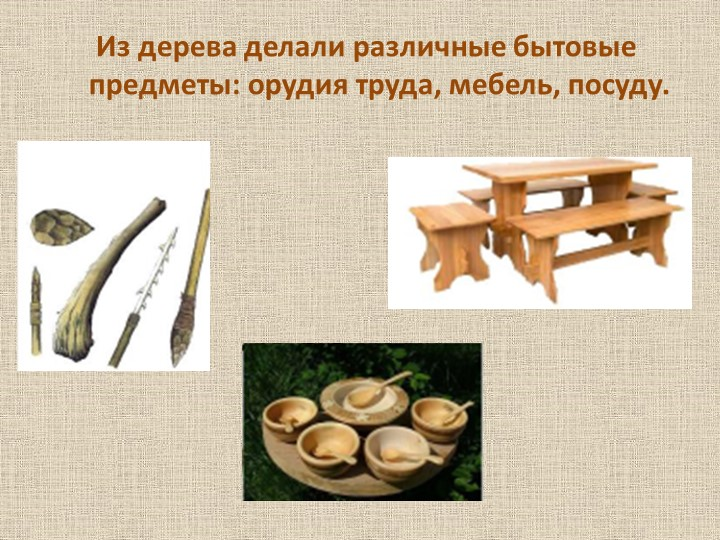 Из дерева делали различные бытовые
предметы: орудия труда, мебель, посуду.